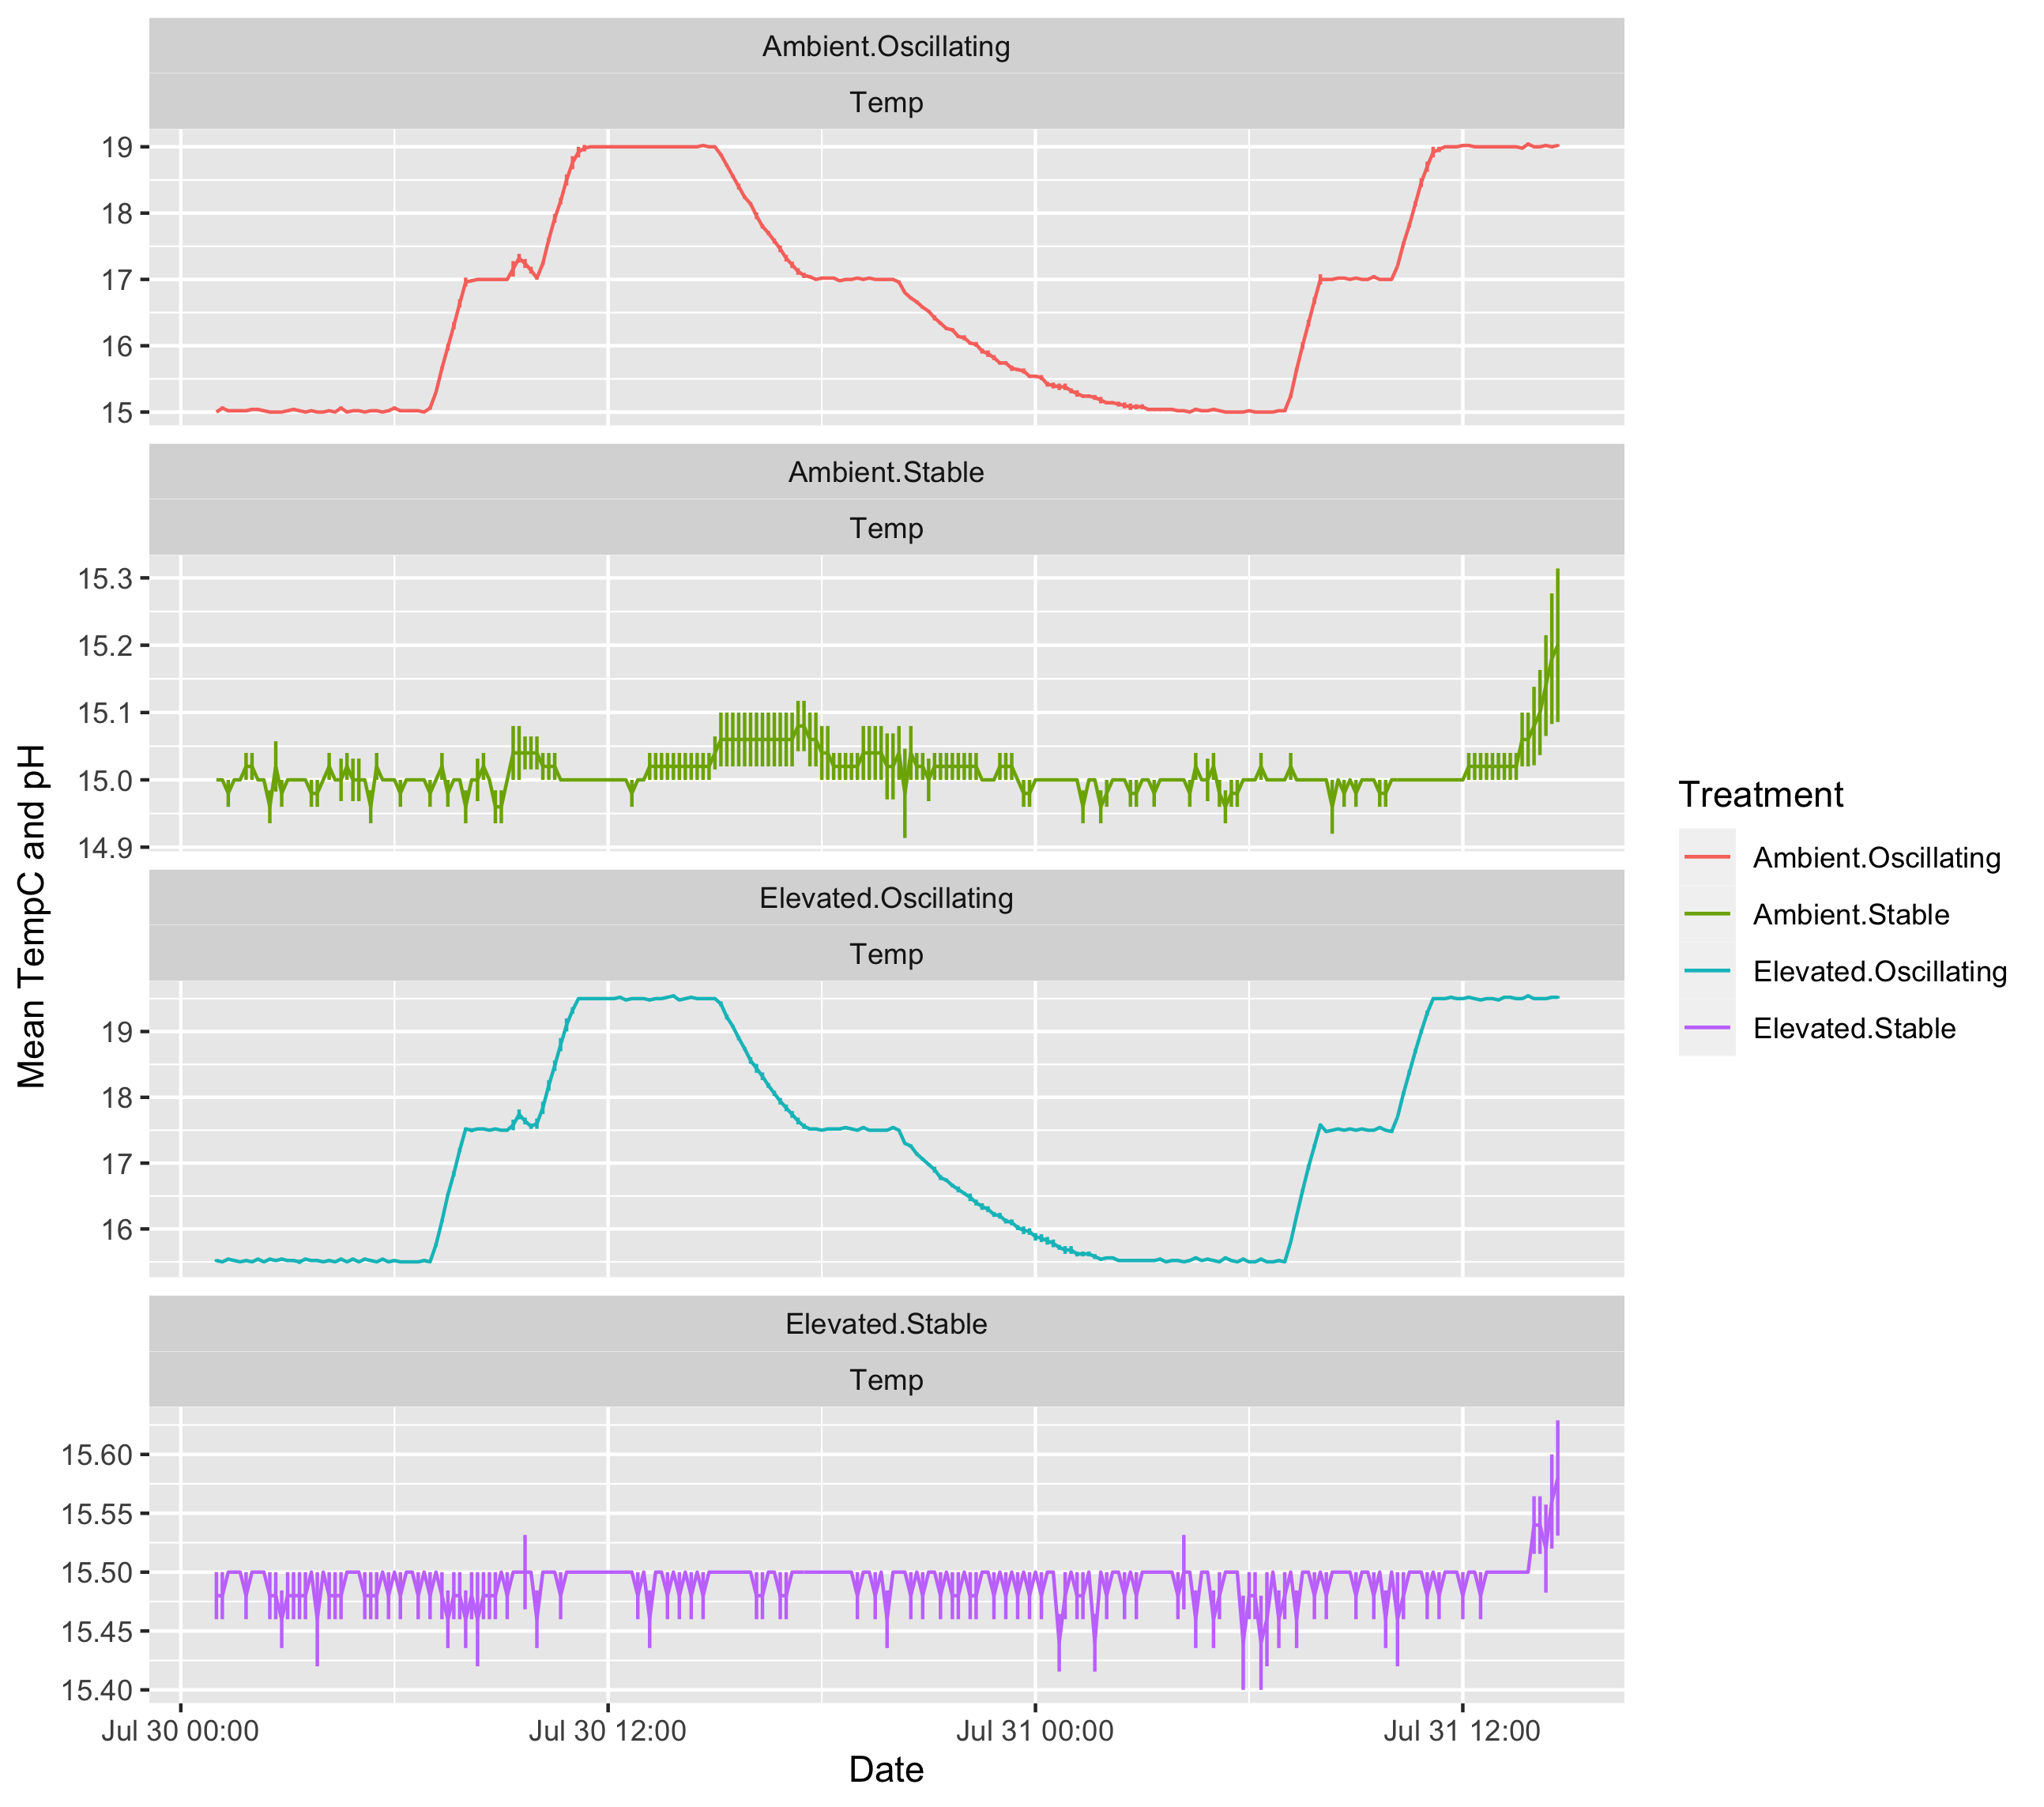 Ambient.Oscillating
Temp
19
18
17
16
15
Ambient.Stable
Temp
15.3
15.2
15.1
15.0
14.9
Elevated.Oscillating
Temp
19
18
17
16
Elevated.Stable
Temp
15.60
15.55
15.50
15.45
15.40
Jul 30 00:00
Jul 30 12:00
Jul 31 00:00
Jul 31 12:00
Date
Mean TempC and pH
Treatment
Ambient.Oscillating
Ambient.Stable
Elevated.Oscillating
Elevated.Stable